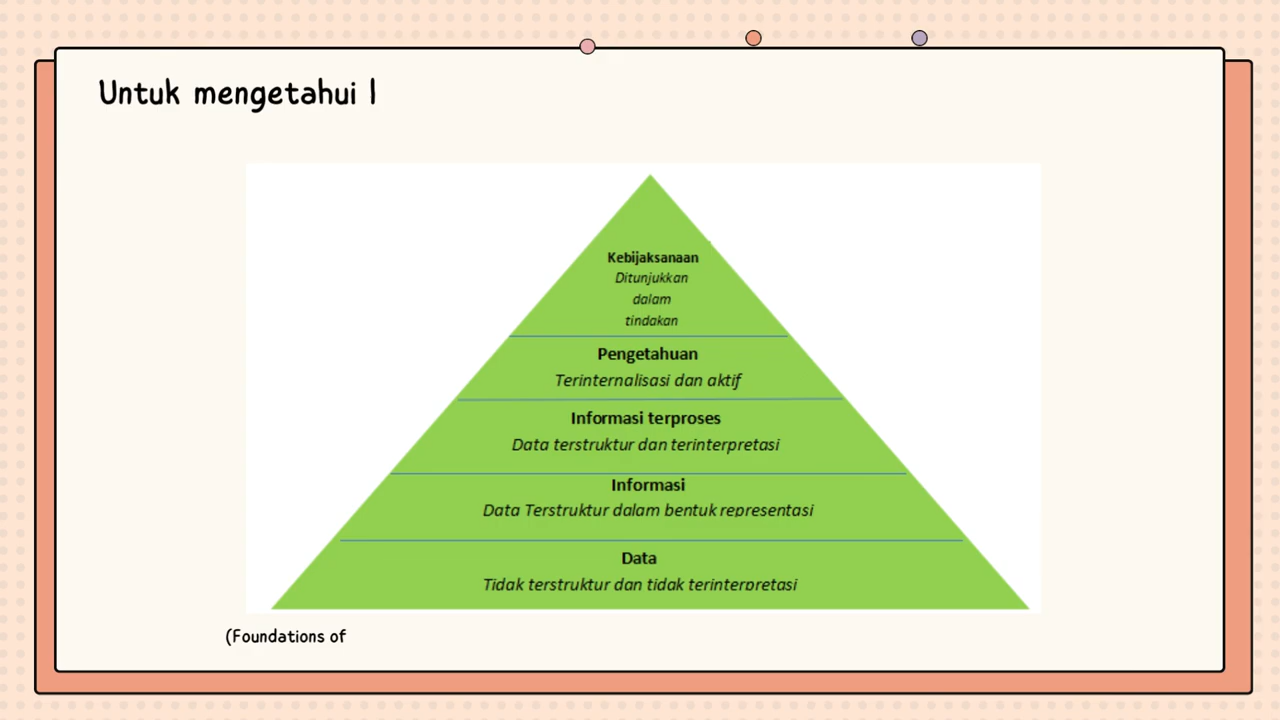 Untuk mengetahui l
Kebijaksanaan
Ditunjukkan
dalam
tindakan
Pengetahuan
Terinternalisasi dan aktif
Informasi terproses
Data terstruktur dan terinterpretasi
Informasi
Data Terstruktur dalam bentuk representasi
Data
Tidak terstruktur dan tidak terinterpretasi
(Foundations of